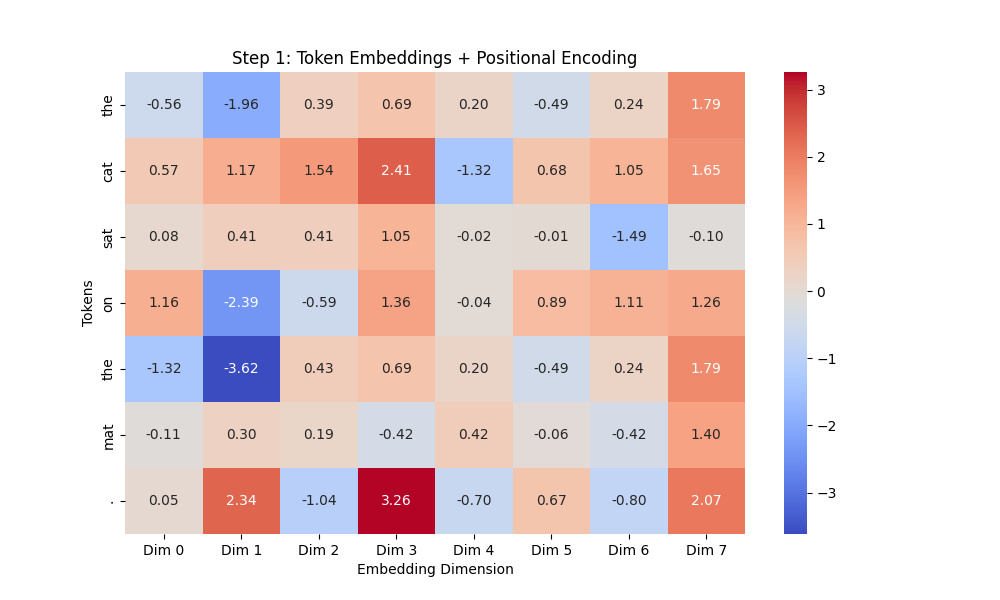 Step 1: Token Embeddings + Positional Encoding
the -0.56 -1.96 0.39 0.69 0.20 -0.49 0.24 1.79
cat 0.57 1.17 1.54 2.41 -1.32 0.68 1.05 1.65
sat 0.08 0.41 0.41 1.05 -0.02 -0.01 -1.49 -0.10
on 1.16 -2.39 -0.59 1.36 -0.04 0.89 1.11 1.26
the -1.32 -3.62 0.43 0.69 0.20 -0.49 0.24 1.79
mat -0.11 0.30 0.19 -0.42 0.42 -0.06 -0.42 1.40
. 0.05 2.34 -1.04 3.26 -0.70 0.67 -0.80 2.07
Dim 0 Dim 1 Dim 2 Dim 3 Dim 4 Dim 5 Dim 6 Dim 7
Embedding Dimension
Tokens
3
2
1
0
−1
−2
−3